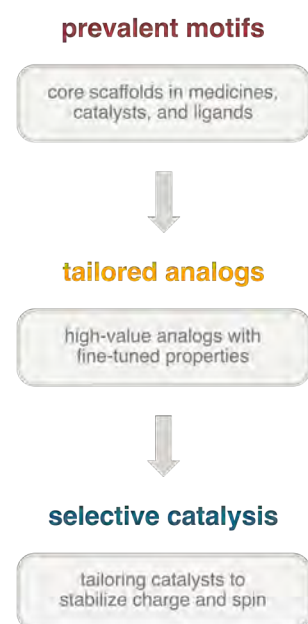 prevalent motifs
core scaffolds in medicines,
catalysts, and ligands
tailored analogs
high-value analogs with
fine-tuned properties
selective catalysis
tailoring catalysts to
stabilize charge and spin